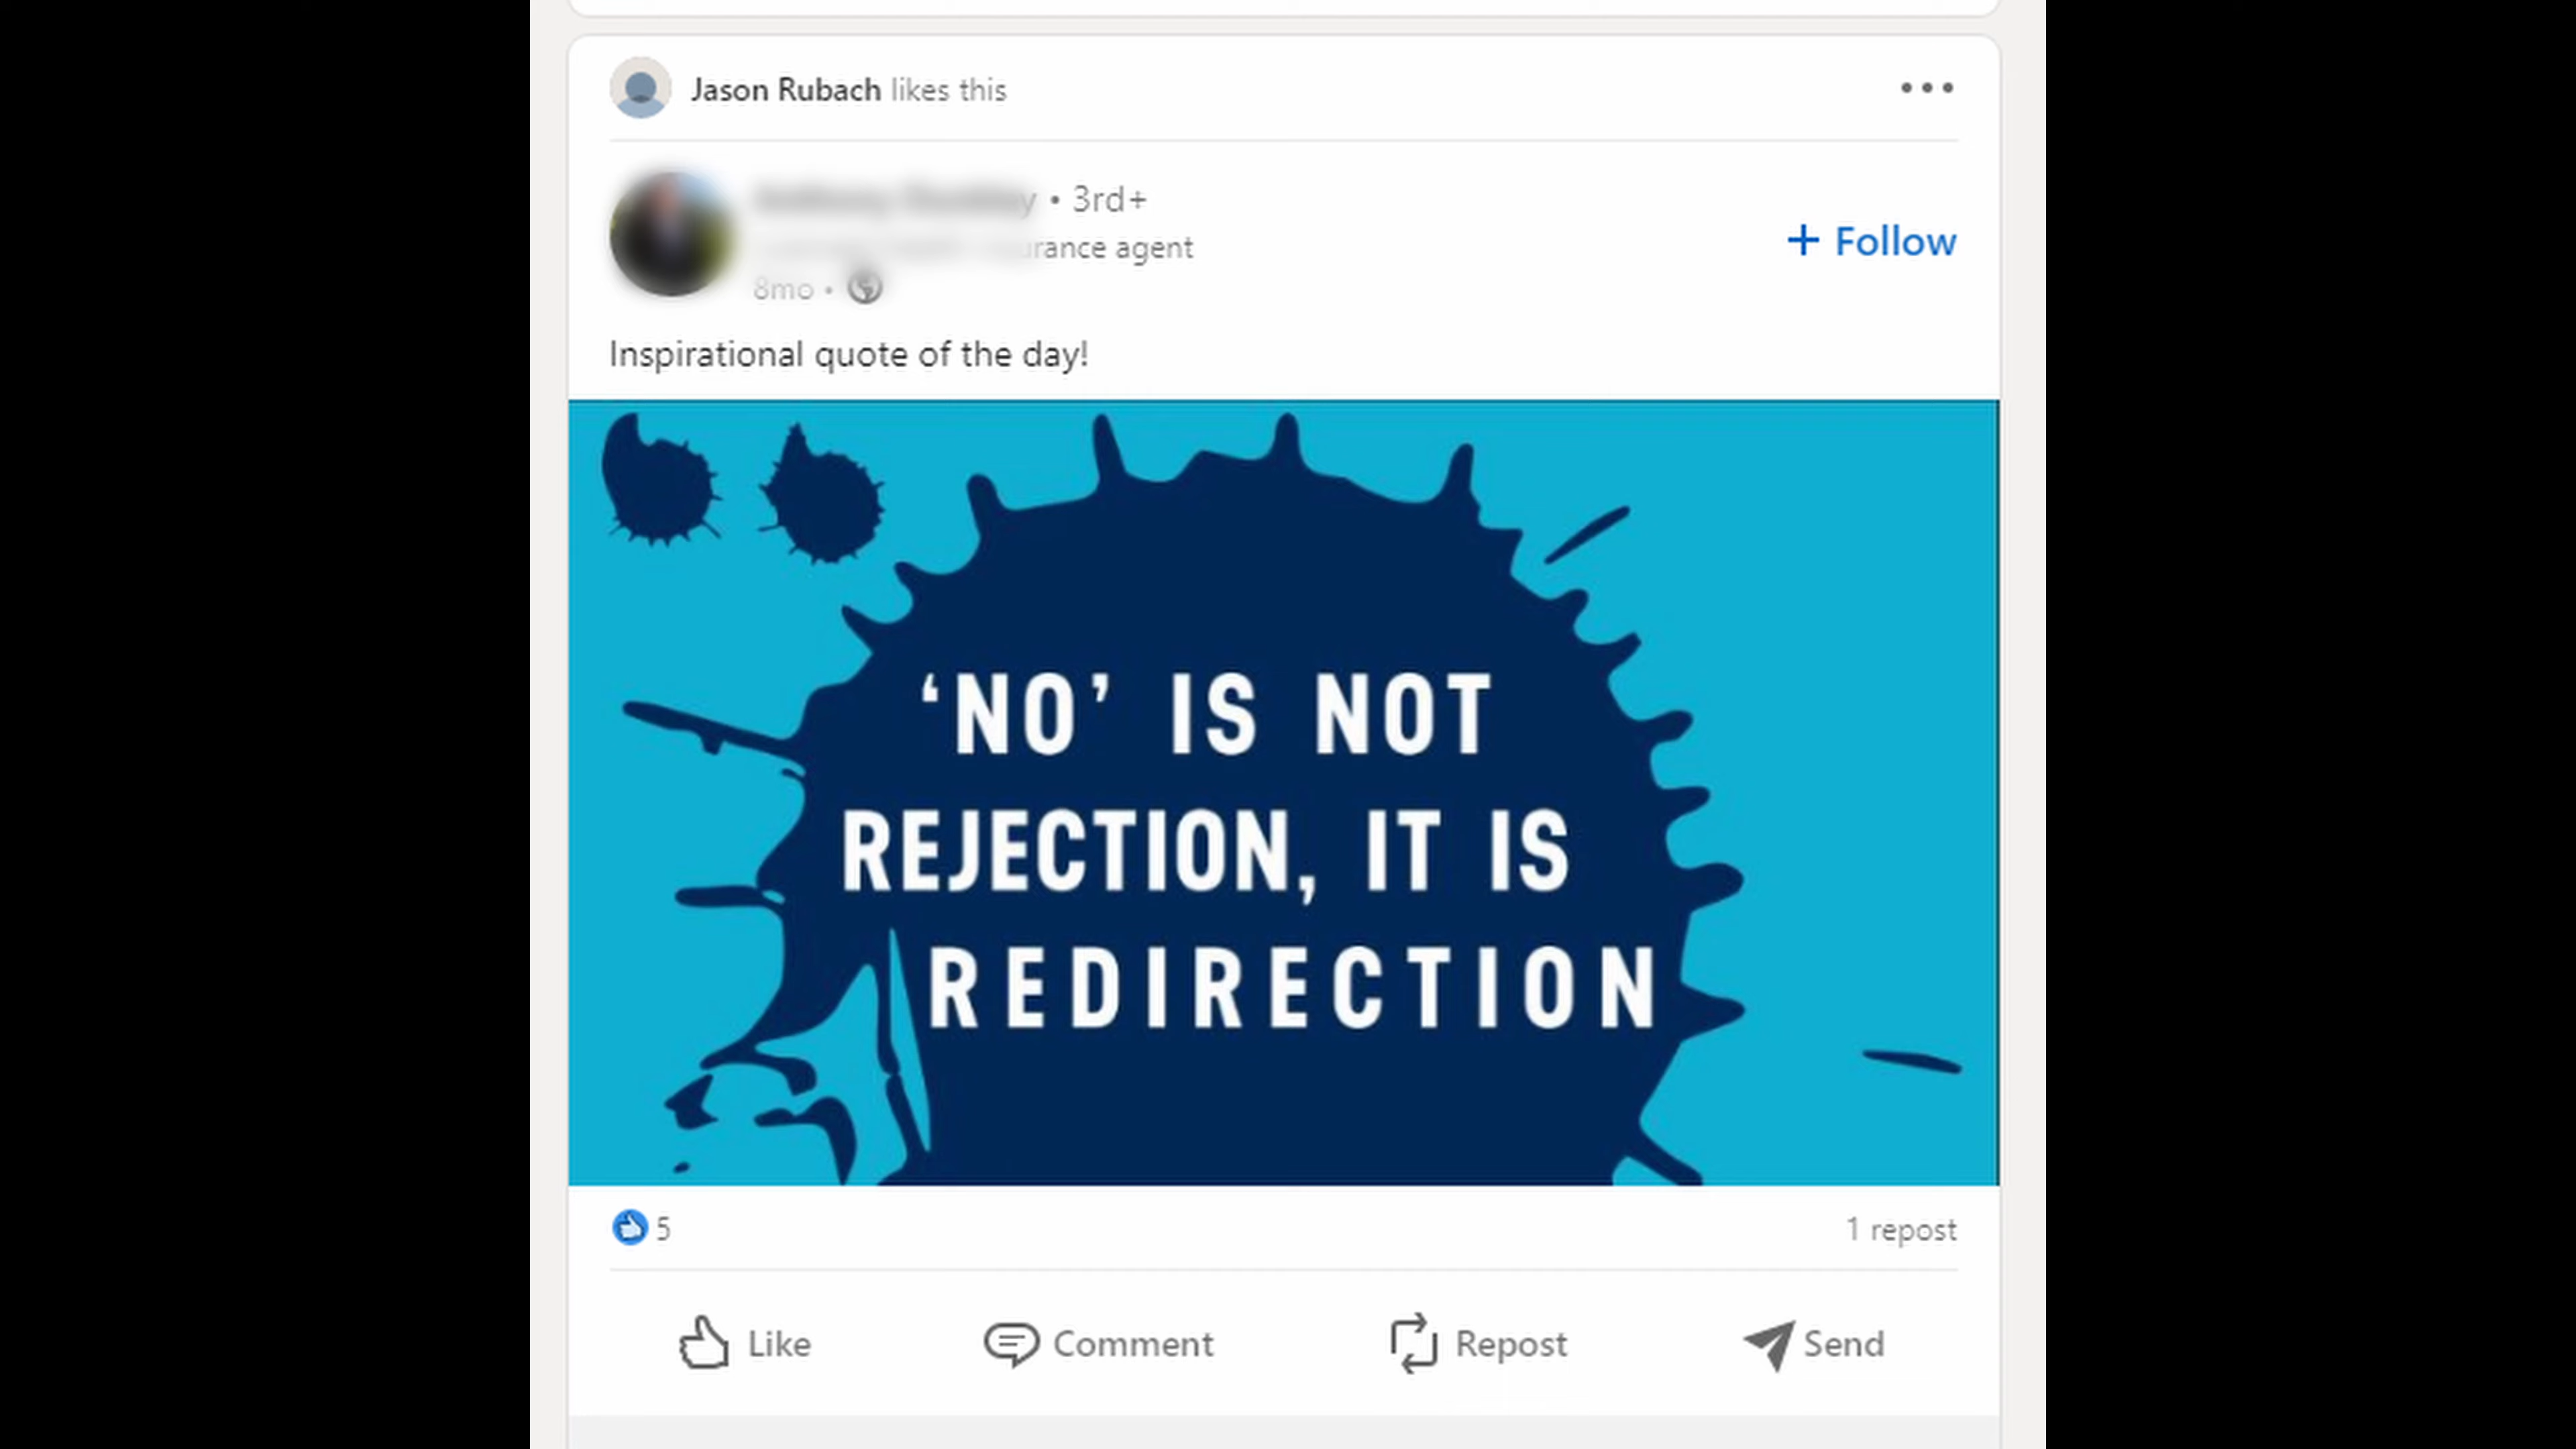 Jason Rubach likes this
• 3rd+
agent
8mo •
+ Follow
Inspirational quote of the day!
‘NO’ IS NOT
REJECTION, IT IS
REDIRECTION
5
1 repost
Like
Comment
Repost
Send